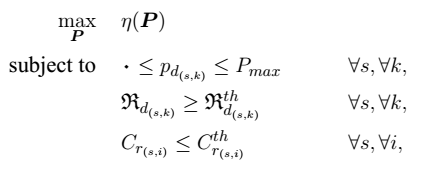 max P η(P)
subject to · ≤ p_{d_{(s,k)}} ≤ P_{max} ∀s, ∀k,
ℜ_{d_{(s,k)}} ≥ ℜ^{th}_{d_{(s,k)}} ∀s, ∀k,
C_{r_{(s,i)}} ≤ C^{th}_{r_{(s,i)}} ∀s, ∀i,